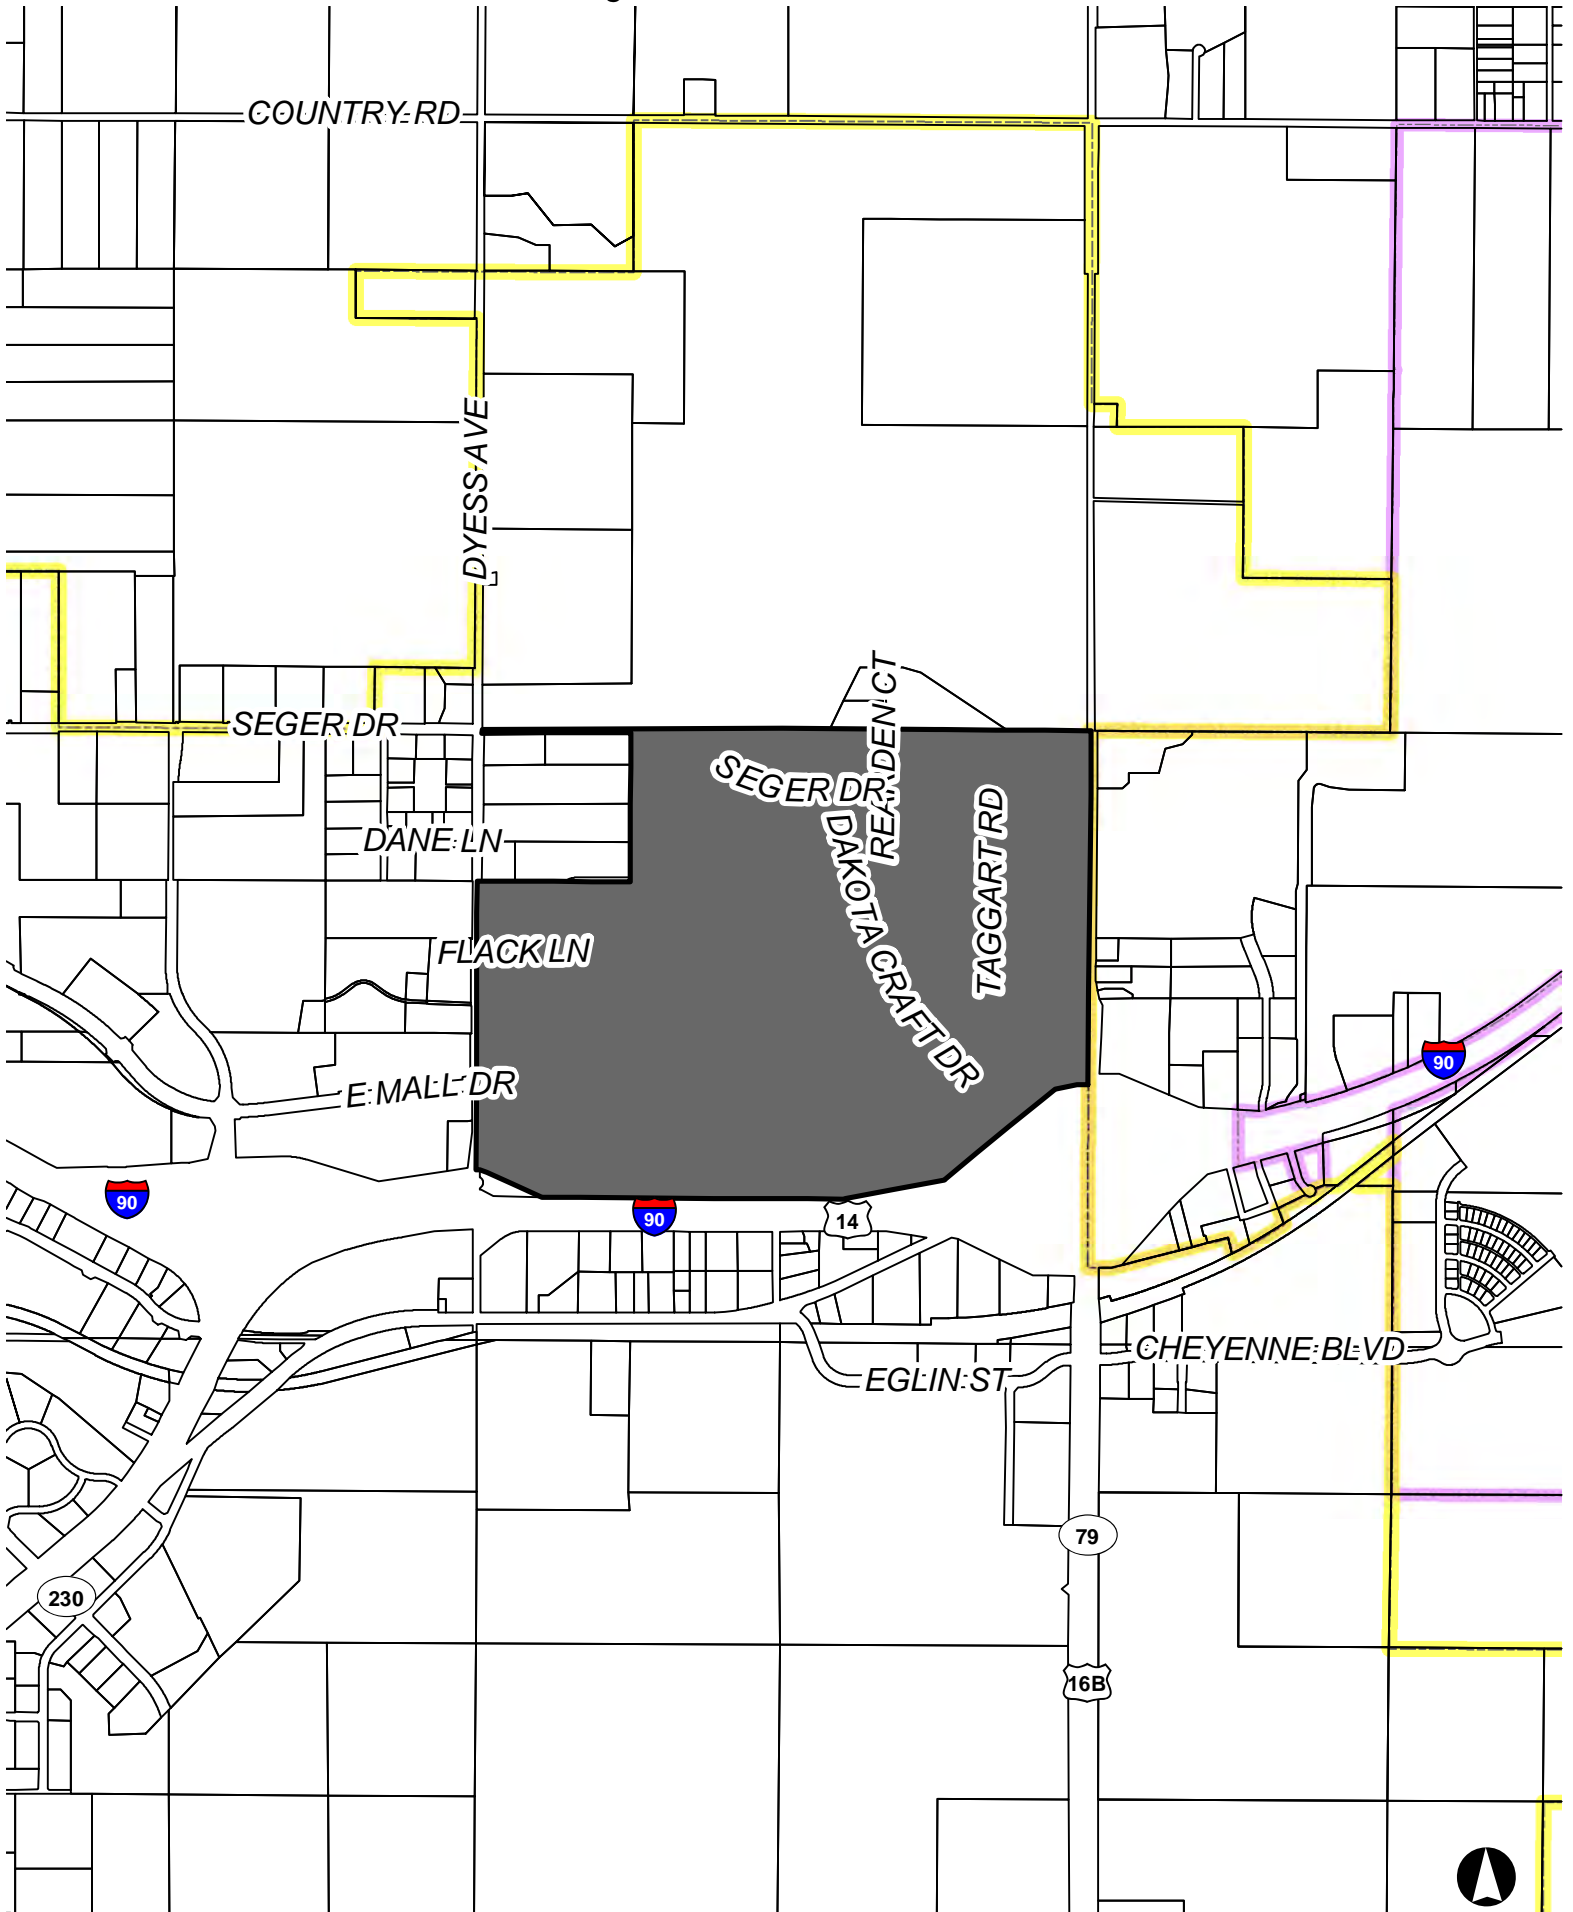 COUNTRY RD
DYESS AVE
SEGER DR
REARDEN CT
SEGER DR
DANE LN
DAKOTA CRAFT DR
TAGGART RD
FLACK LN
E MALL DR
90
90
90
14
CHEYENNE BLVD
EGLIN ST
79
230
16B